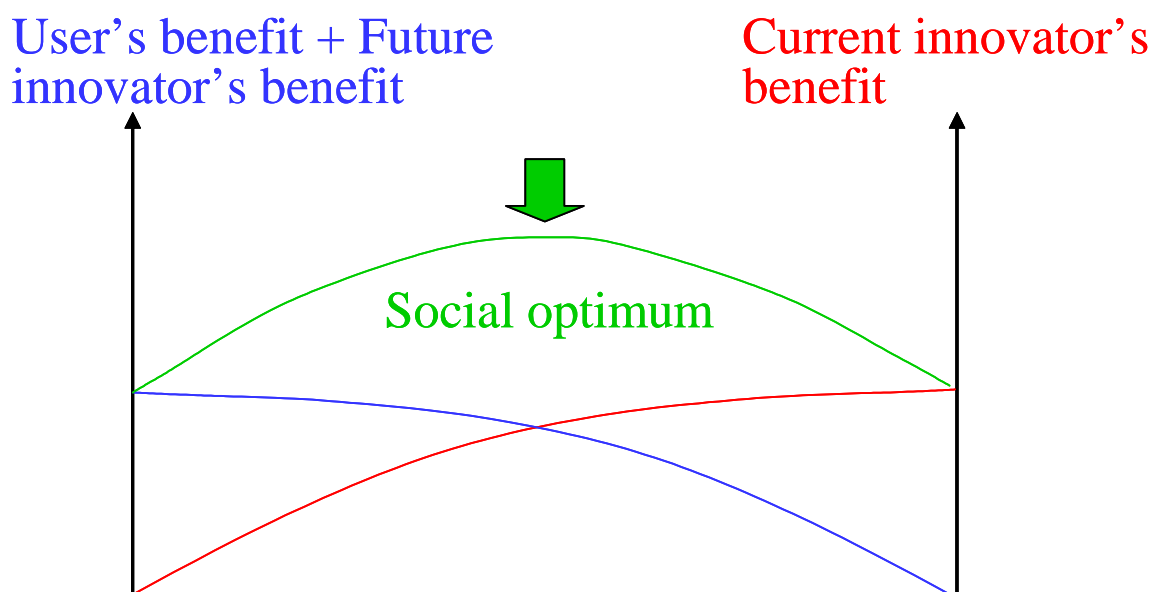 User’s benefit + Future
innovator’s benefit
Current innovator’s
benefit
Social optimum